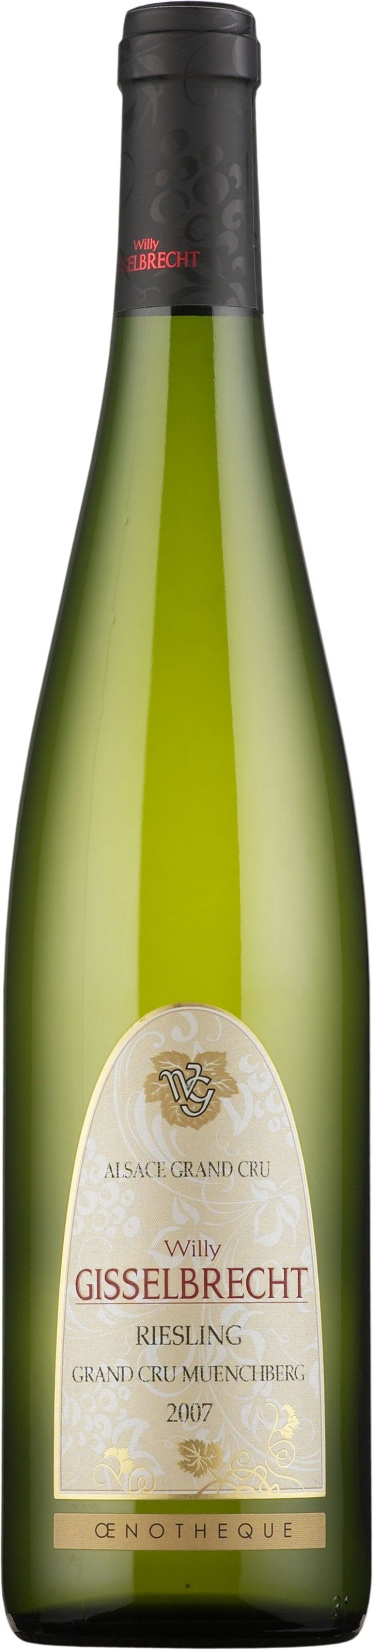 Willy
GISSELBRECHT
ALSACE GRAND CRU
Willy
GISSELBRECHT
RIESLING
GRAND CRU MUENCHBERG
2007
ŒNOTHEQUE